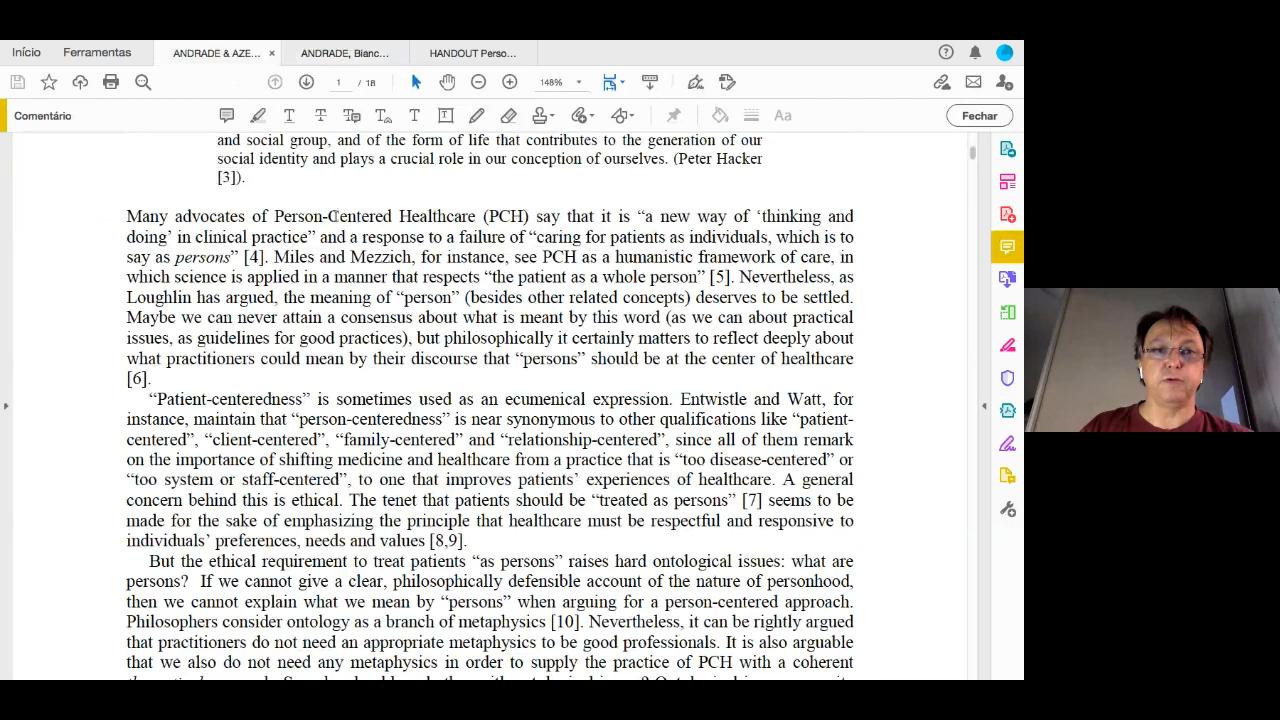 Início Ferramentas ANDRADE & AZE... × ANDRADE, Bianc... HANDOUT Perso...
1 / 18 148%
Comentário Aa Fechar
and social group, and of the form of life that contributes to the generation of our
social identity and plays a crucial role in our conception of ourselves. (Peter Hacker
[3]).
Many advocates of Person-Centered Healthcare (PCH) say that it is “a new way of ‘thinking and
doing’ in clinical practice” and a response to a failure of “caring for patients as individuals, which is to
say as persons” [4]. Miles and Mezzich, for instance, see PCH as a humanistic framework of care, in
which science is applied in a manner that respects “the patient as a whole person” [5]. Nevertheless, as
Loughlin has argued, the meaning of “person” (besides other related concepts) deserves to be settled.
Maybe we can never attain a consensus about what is meant by this word (as we can about practical
issues, as guidelines for good practices), but philosophically it certainly matters to reflect deeply about
what practitioners could mean by their discourse that “persons” should be at the center of healthcare
[6].
“Patient-centeredness” is sometimes used as an ecumenical expression. Entwistle and Watt, for
instance, maintain that “person-centeredness” is near synonymous to other qualifications like “patient-
centered”, “client-centered”, “family-centered” and “relationship-centered”, since all of them remark
on the importance of shifting medicine and healthcare from a practice that is “too disease-centered” or
“too system or staff-centered”, to one that improves patients’ experiences of healthcare. A general
concern behind this is ethical. The tenet that patients should be “treated as persons” [7] seems to be
made for the sake of emphasizing the principle that healthcare must be respectful and responsive to
individuals’ preferences, needs and values [8,9].
But the ethical requirement to treat patients “as persons” raises hard ontological issues: what are
persons? If we cannot give a clear, philosophically defensible account of the nature of personhood,
then we cannot explain what we mean by “persons” when arguing for a person-centered approach.
Philosophers consider ontology as a branch of metaphysics [10]. Nevertheless, it can be rightly argued
that practitioners do not need an appropriate metaphysics to be good professionals. It is also arguable
that we also do not need any metaphysics in order to supply the practice of PCH with a coherent